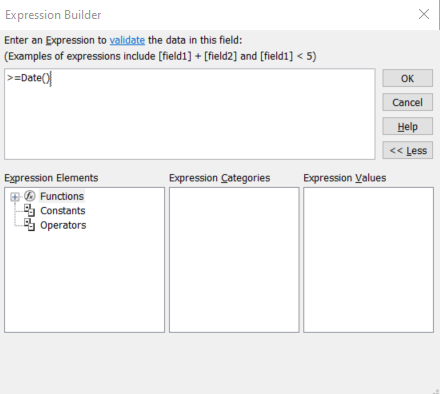 Expression Builder
Enter an Expression to validate the data in this field:
(Examples of expressions include [field1] + [field2] and [field1] < 5)
>=Date()
OK
Cancel
Help
<< Less
Expression Elements
Expression Categories
Expression Values
Functions
Constants
Operators